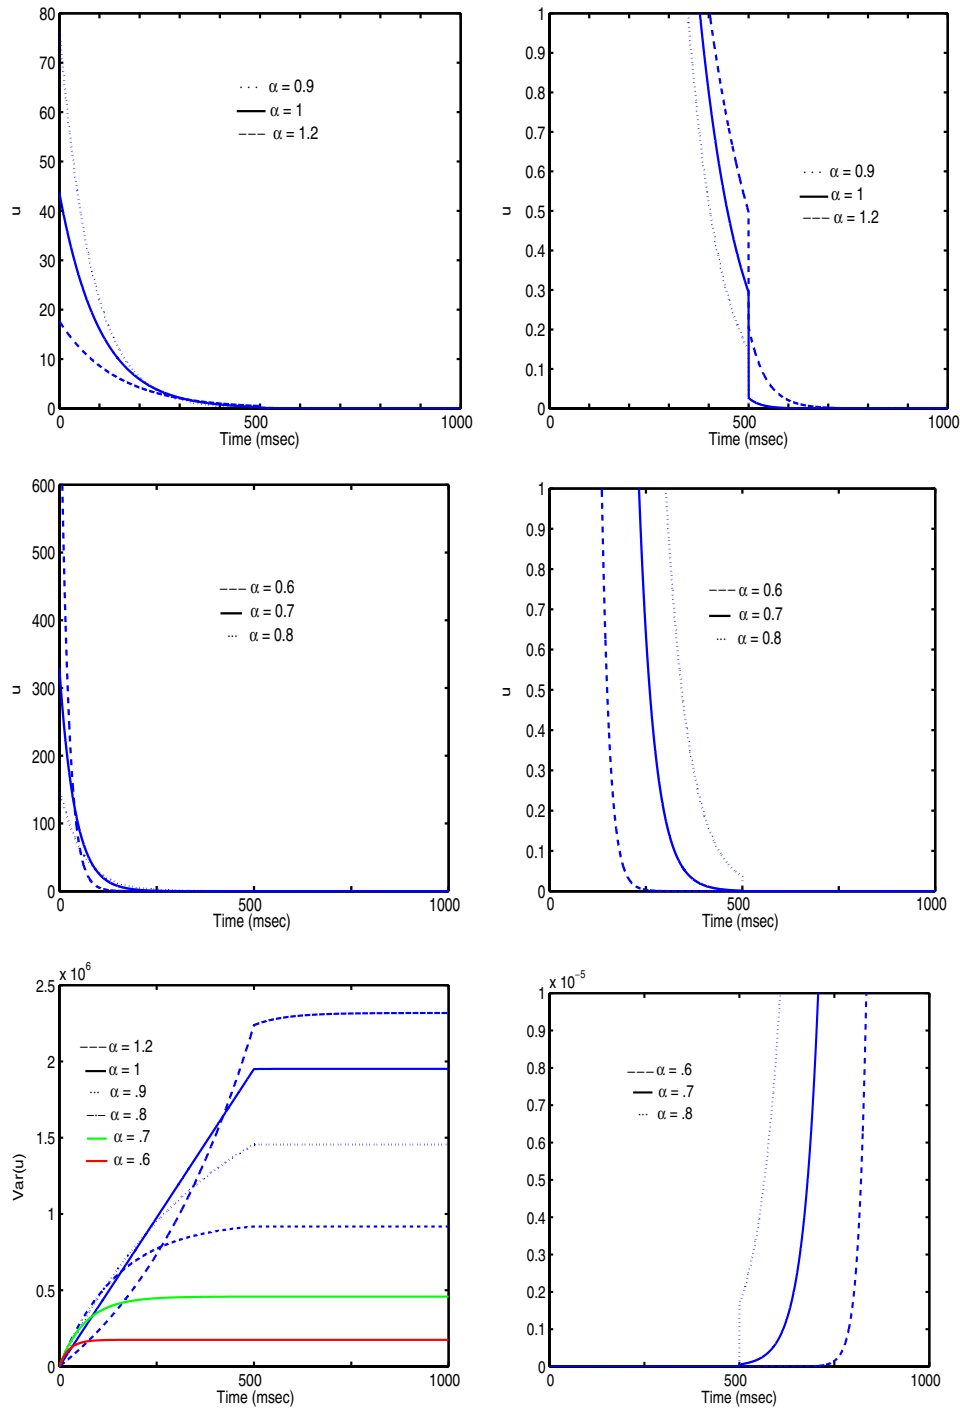 80
70
60
50
40
30
20
10
0
u
α = 0.9
α = 1
α = 1.2
0
500
1000
Time (msec)
1
0.9
0.8
0.7
0.6
0.5
0.4
0.3
0.2
0.1
0
u
α = 0.9
α = 1
α = 1.2
0
500
1000
Time (msec)
600
500
400
300
200
100
0
u
α = 0.6
α = 0.7
α = 0.8
0
500
1000
Time (msec)
1
0.9
0.8
0.7
0.6
0.5
0.4
0.3
0.2
0.1
0
u
α = 0.6
α = 0.7
α = 0.8
0
500
1000
Time (msec)
x 10⁶
2.5
2
1.5
1
0.5
0
Var(u)
α = 1.2
α = 1
α = .9
α = .8
α = .7
α = .6
0
500
1000
Time (msec)
x 10⁻⁵
1
0.9
0.8
0.7
0.6
0.5
0.4
0.3
0.2
0.1
0
α = .6
α = .7
α = .8
0
500
1000
Time (msec)